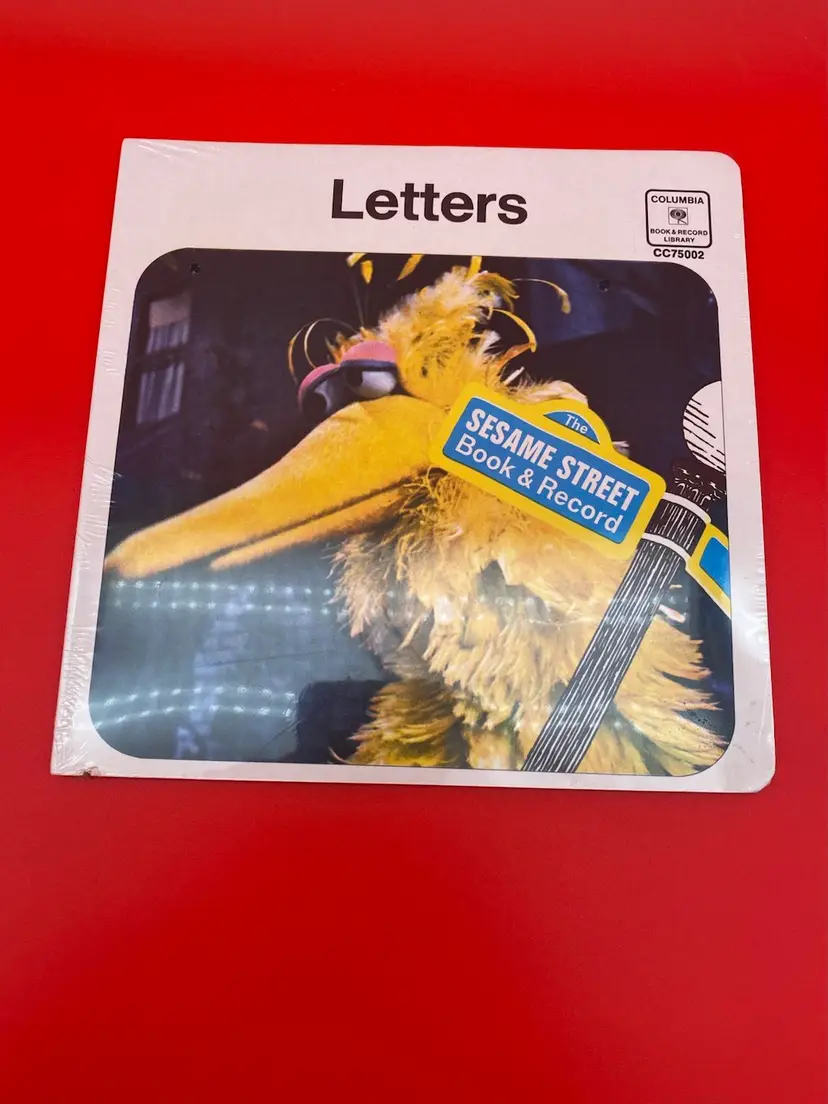 Letters
COLUMBIA
BOOK & RECORD
LIBRARY
CC75002
The
SESAME STREET
Book & Record